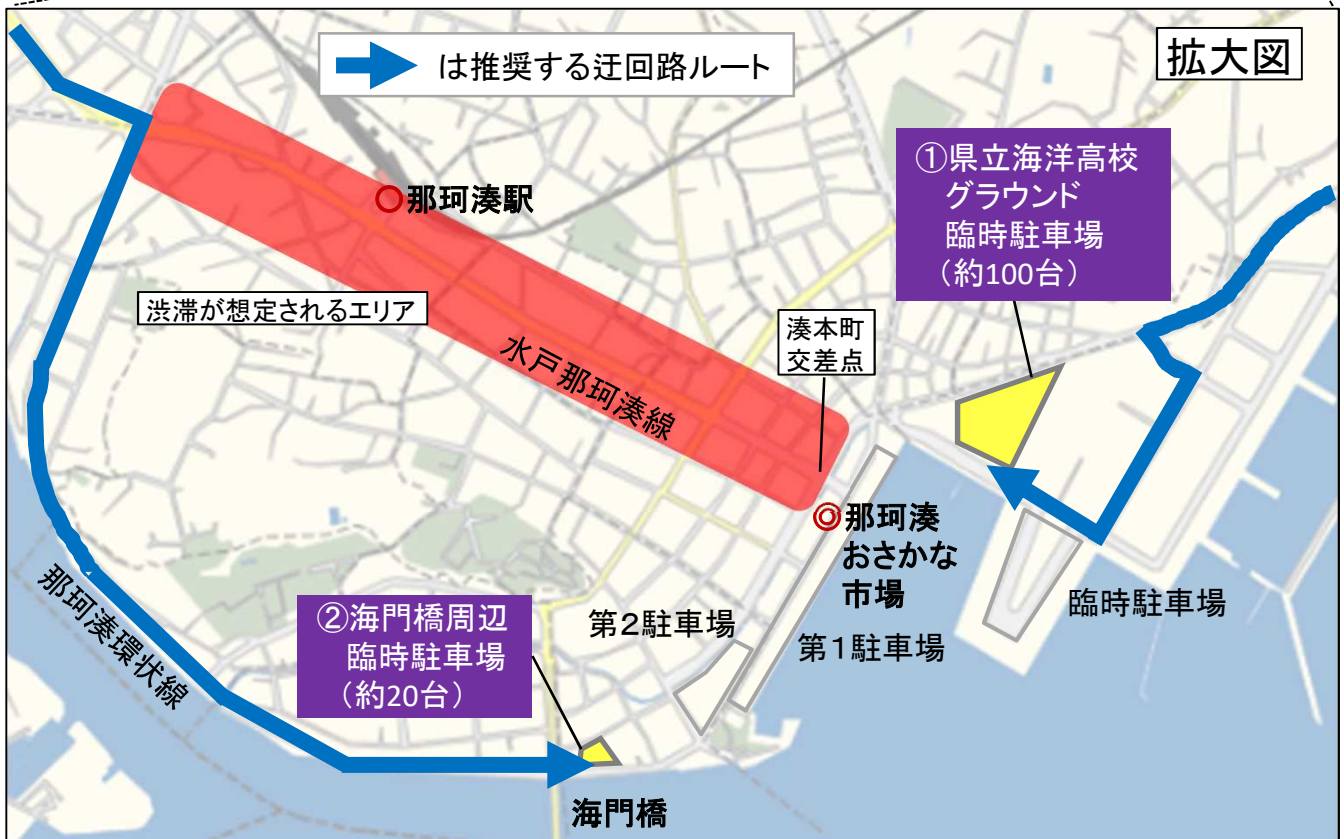 は推奨する迂回路ルート
拡大図
①県立海洋高校
グラウンド
臨時駐車場
（約100台）
那珂湊駅
渋滞が想定されるエリア
湊本町
交差点
水戸那珂湊線
那珂湊
おさかな
市場
臨時駐車場
第２駐車場
第１駐車場
②海門橋周辺
臨時駐車場
（約20台）
那珂湊環状線
海門橋